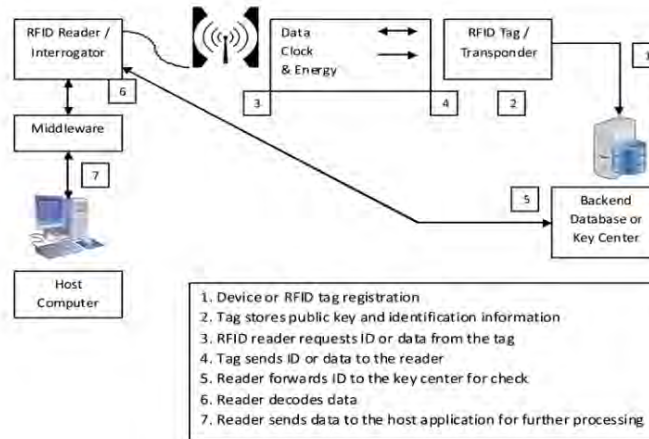 RFID Reader /
Interrogator
Data
Clock
& Energy
RFID Tag /
Transponder
1
6
3
4
2
Middleware
7
5
Backend
Database or
Key Center
Host
Computer
1. Device or RFID tag registration
2. Tag stores public key and identification information
3. RFID reader requests ID or data from the tag
4. Tag sends ID or data to the reader
5. Reader forwards ID to the key center for check
6. Reader decodes data
7. Reader sends data to the host application for further processing